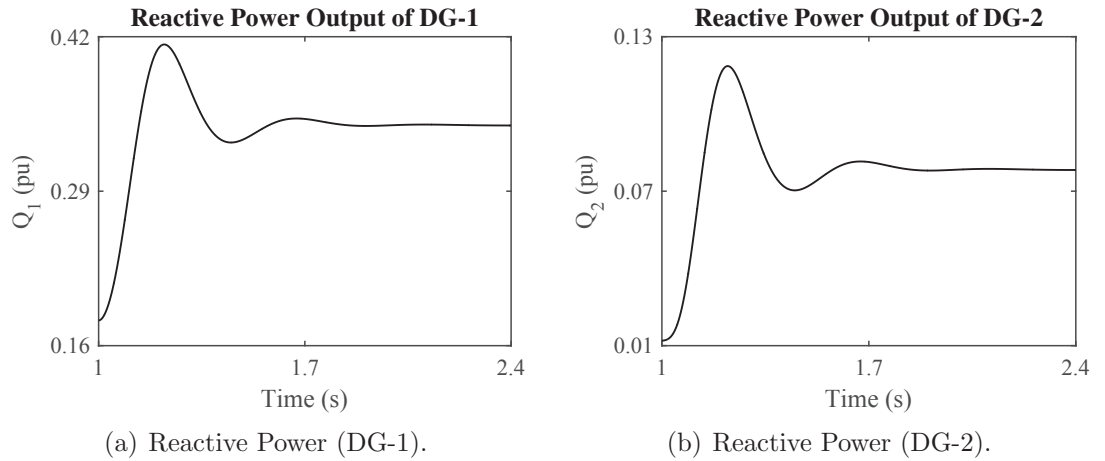 Reactive Power Output of DG-1
0.42
0.29
0.16
Q1 (pu)
1
1.7
2.4
Time (s)
(a) Reactive Power (DG-1).
Reactive Power Output of DG-2
0.13
0.07
0.01
Q2 (pu)
1
1.7
2.4
Time (s)
(b) Reactive Power (DG-2).